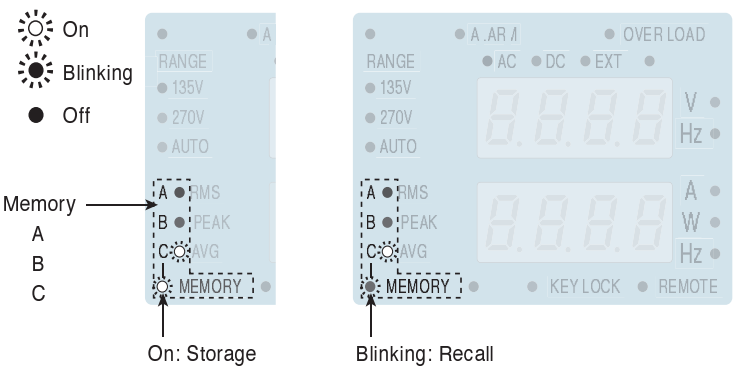 On
Blinking
Off
Memory
A
B
C
A
RANGE
135V
270V
AUTO
A RMS
B PEAK
C AVG
MEMORY
On: Storage
OVER LOAD
RANGE
AC DC EXT
135V
270V
AUTO
V
Hz
A RMS
B PEAK
C AVG
A
W
Hz
MEMORY
KEY LOCK
REMOTE
Blinking: Recall